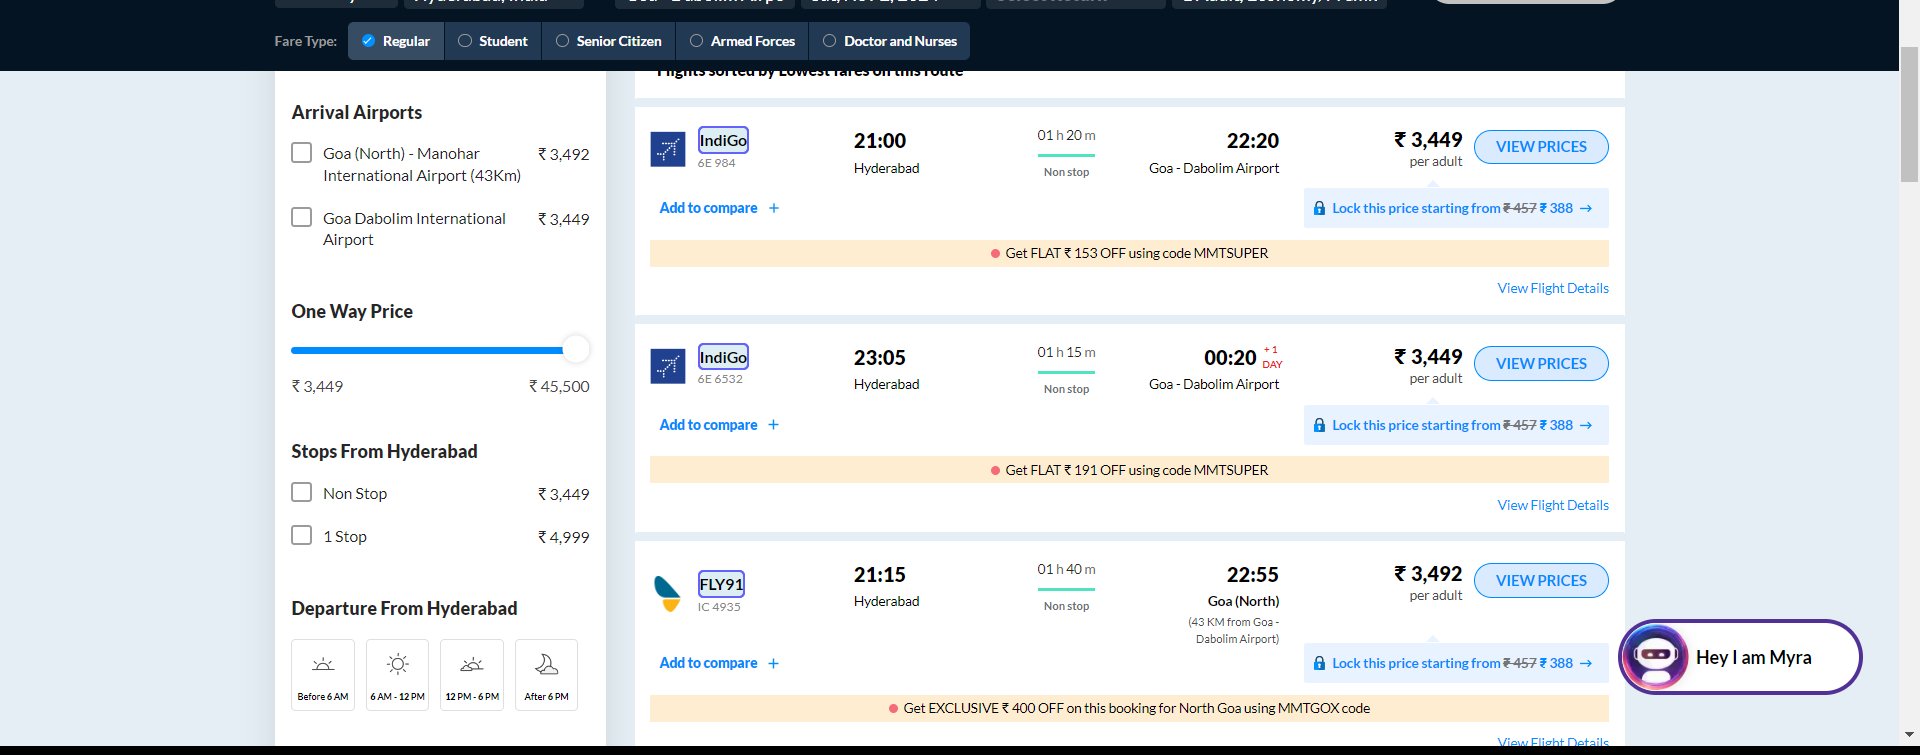 Fare Type:
Regular
Student
Senior Citizen
Armed Forces
Doctor and Nurses
Flights sorted by Lowest fares on this route
Arrival Airports
Goa (North) - Manohar
International Airport (43Km)
₹ 3,492
Goa Dabolim International
Airport
₹ 3,449
One Way Price
₹ 3,449
₹ 45,500
Stops From Hyderabad
Non Stop
₹ 3,449
1 Stop
₹ 4,999
Departure From Hyderabad
Before 6 AM
6 AM - 12 PM
12 PM - 6 PM
After 6 PM
IndiGo
6E 984
21:00
Hyderabad
01 h 20 m
Non stop
22:20
Goa - Dabolim Airport
₹ 3,449
per adult
VIEW PRICES
Add to compare +
Lock this price starting from ₹ 457 ₹ 388 →
Get FLAT ₹ 153 OFF using code MMTSUPER
View Flight Details
IndiGo
6E 6532
23:05
Hyderabad
01 h 15 m
Non stop
00:20
+ 1
DAY
Goa - Dabolim Airport
₹ 3,449
per adult
VIEW PRICES
Add to compare +
Lock this price starting from ₹ 457 ₹ 388 →
Get FLAT ₹ 191 OFF using code MMTSUPER
View Flight Details
FLY91
IC 4935
21:15
Hyderabad
01 h 40 m
Non stop
22:55
Goa (North)
(43 KM from Goa -
Dabolim Airport)
₹ 3,492
per adult
VIEW PRICES
Add to compare +
Lock this price starting from ₹ 457 ₹ 388 →
Get EXCLUSIVE ₹ 400 OFF on this booking for North Goa using MMTGOX code
View Flight Details
Hey I am Myra